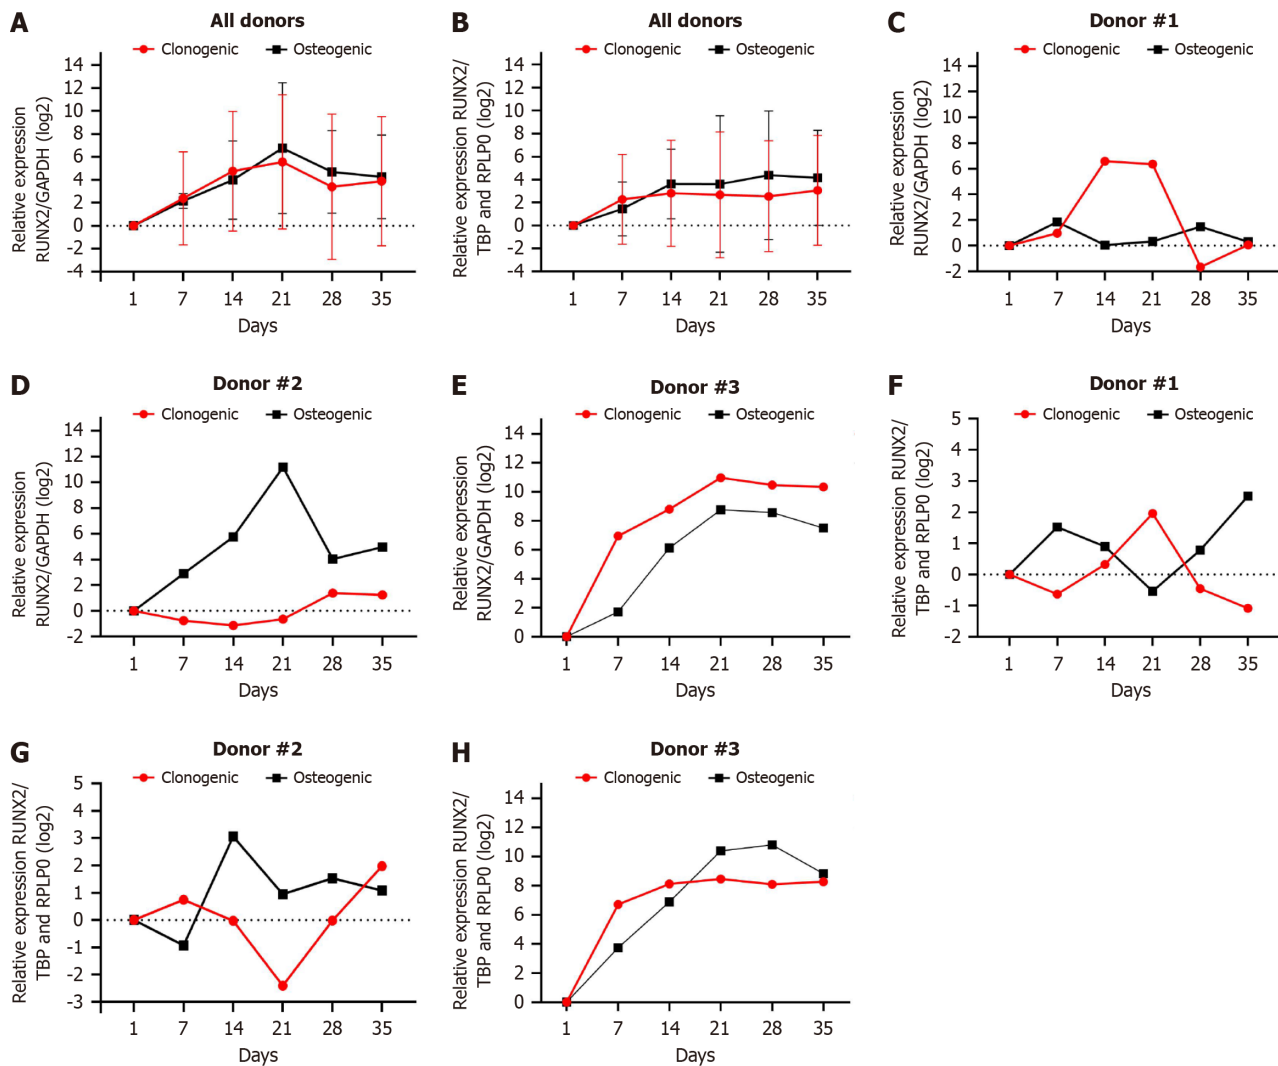 A
All donors
Clonogenic
Osteogenic
Relative expression
RUNX2/GAPDH (log2)
14
12
10
8
6
4
2
0
-2
-4
1 7 14 21 28 35
Days
B
All donors
Clonogenic
Osteogenic
Relative expression RUNX2/
TBP and RPLP0 (log2)
14
12
10
8
6
4
2
0
-2
-4
1 7 14 21 28 35
Days
C
Donor #1
Clonogenic
Osteogenic
Relative expression
RUNX2/GAPDH (log2)
14
12
10
8
6
4
2
0
-2
1 7 14 21 28 35
Days
D
Donor #2
Clonogenic
Osteogenic
Relative expression
RUNX2/GAPDH (log2)
14
12
10
8
6
4
2
0
-2
1 7 14 21 28 35
Days
E
Donor #3
Clonogenic
Osteogenic
Relative expression
RUNX2/GAPDH (log2)
14
12
10
8
6
4
2
0
1 7 14 21 28 35
Days
F
Donor #1
Clonogenic
Osteogenic
Relative expression RUNX2/
TBP and RPLP0 (log2)
5
4
3
2
1
0
-1
-2
1 7 14 21 28 35
Days
G
Donor #2
Clonogenic
Osteogenic
Relative expression RUNX2/
TBP and RPLP0 (log2)
5
4
3
2
1
0
-1
-2
-3
1 7 14 21 28 35
Days
H
Donor #3
Clonogenic
Osteogenic
Relative expression RUNX2/
TBP and RPLP0 (log2)
14
12
10
8
6
4
2
0
1 7 14 21 28 35
Days